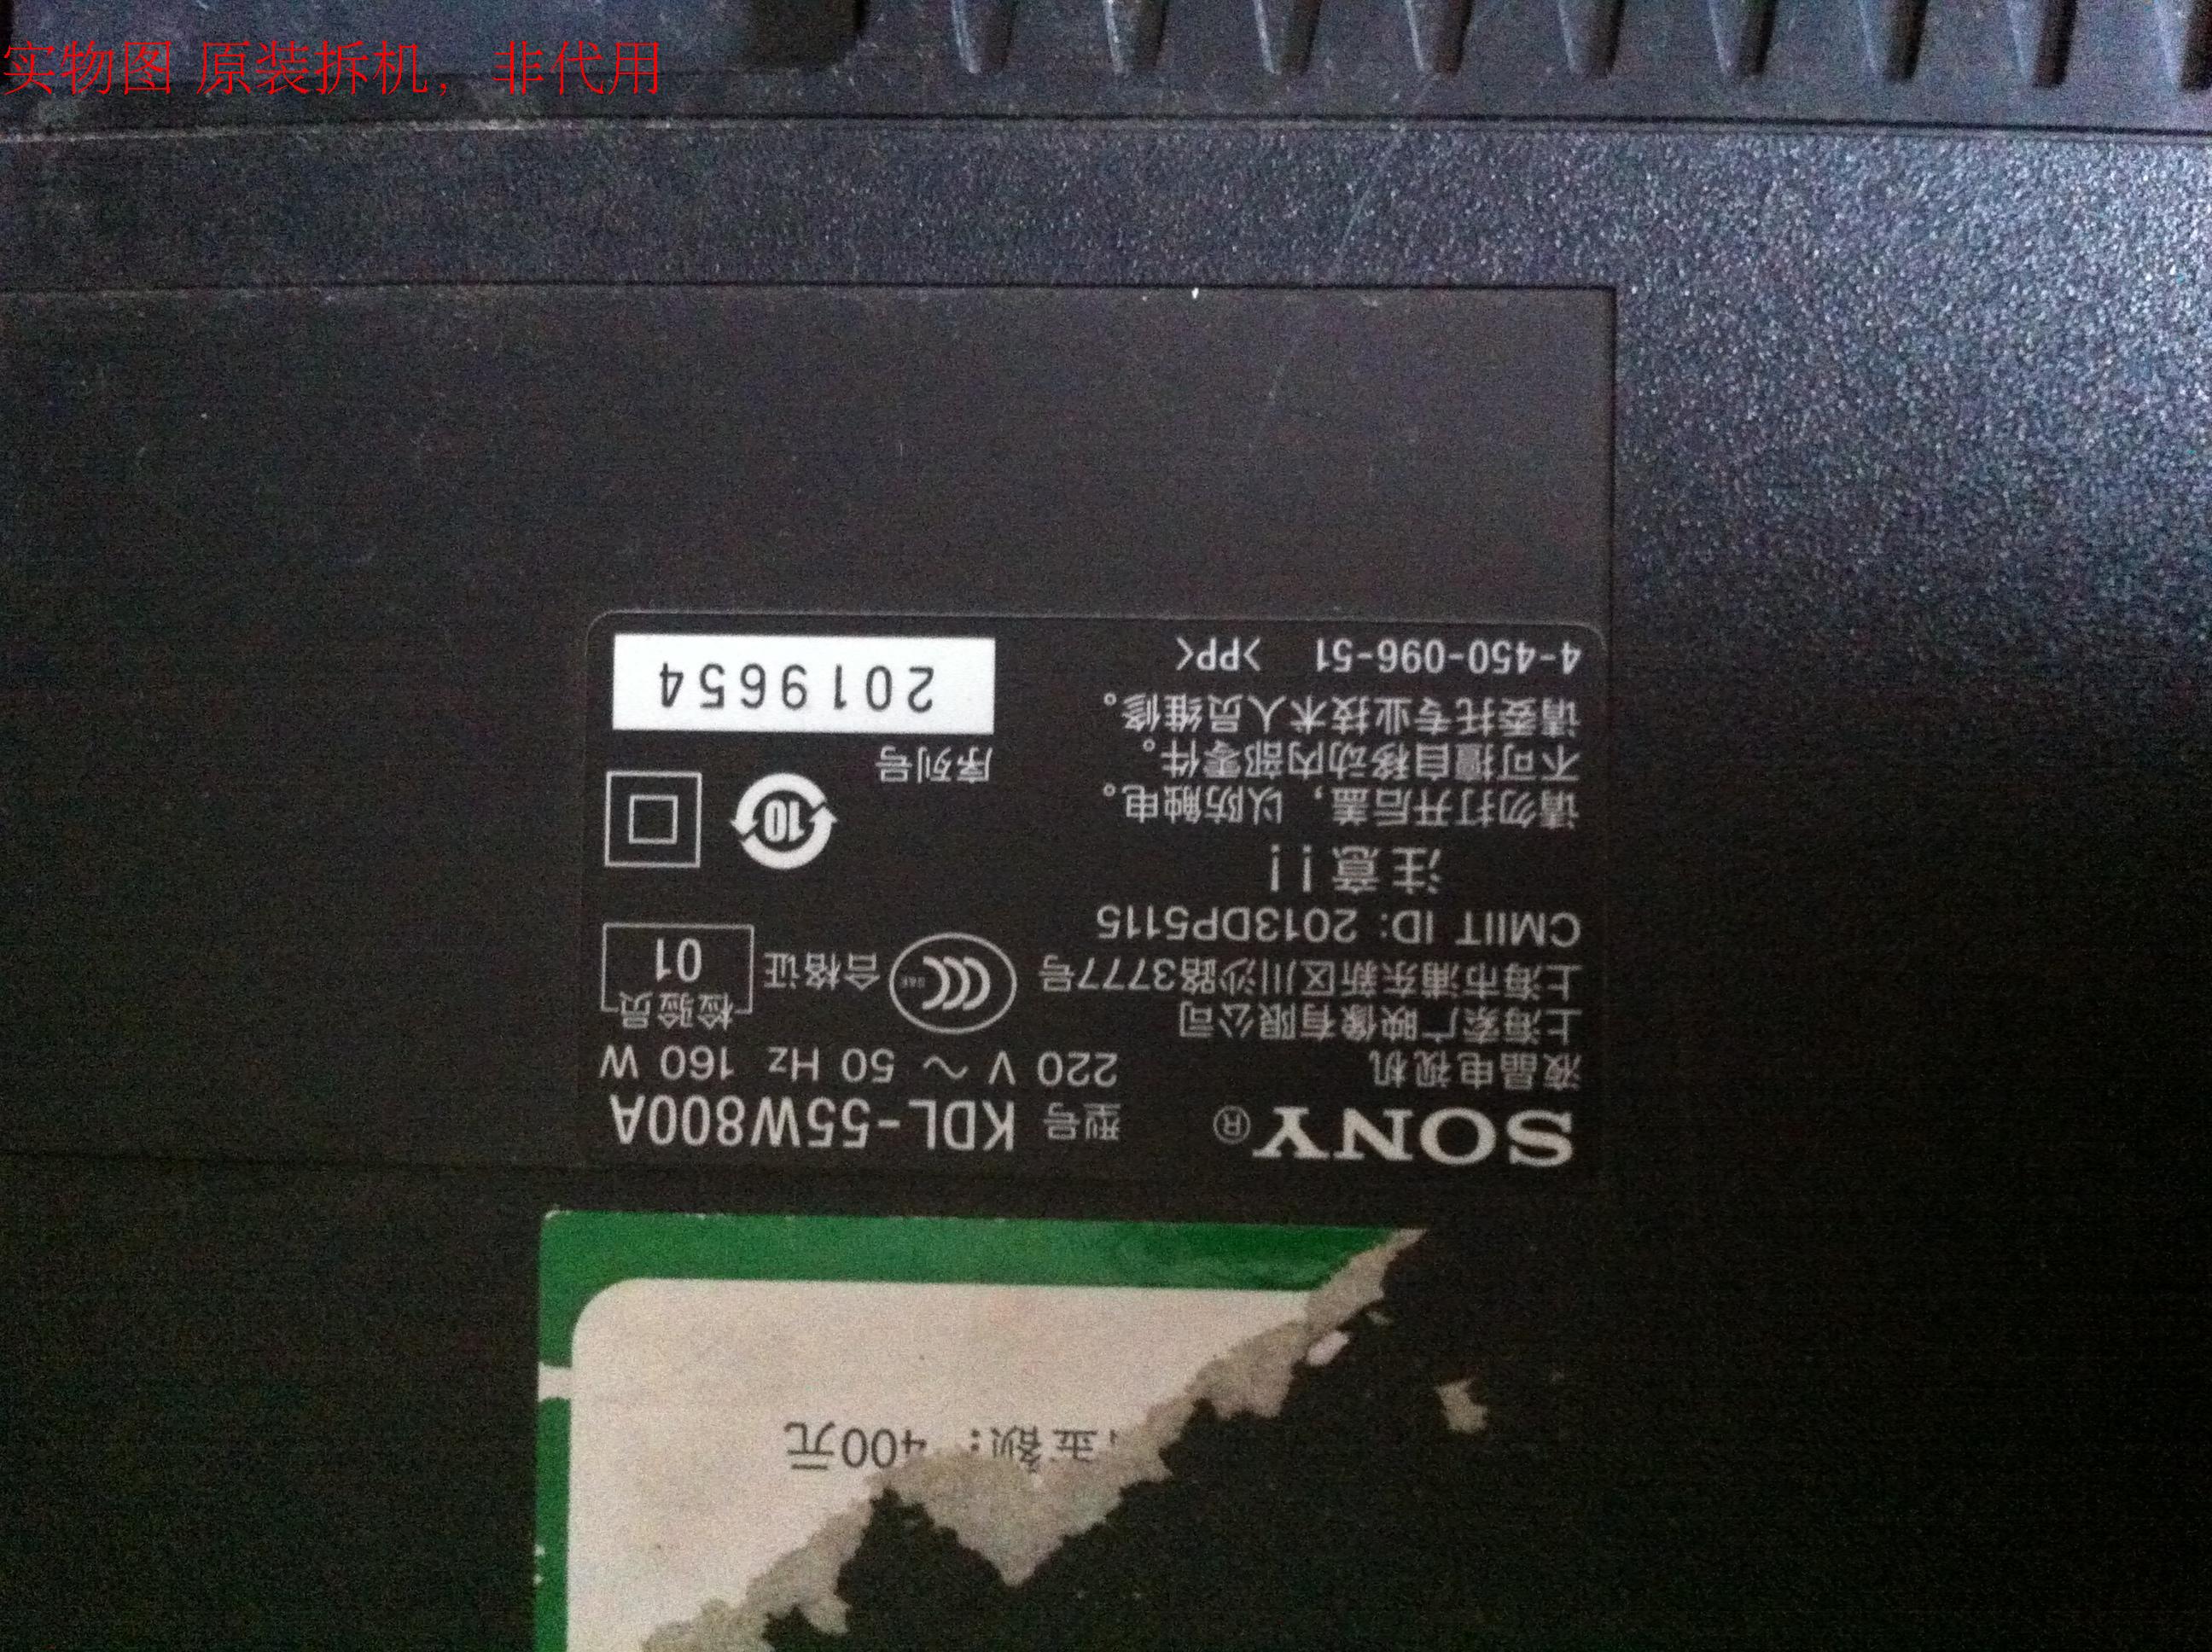 实物图 原装拆机，非代用
SONY® 型号 KDL-55W800A
液晶电视机 220 V ~ 50 Hz 160 W
上海索广映像有限公司
上海市浦东新区川沙路3777号
CMIIT ID: 2013DP5115
CCC 合格证
检验员
01
注意!!
请勿打开后盖，以防触电。
不可擅自移动内部零件。
请委托专业技术人员维修。
4-450-096-51 >PP<
10
序列号
2019654
金额：400元